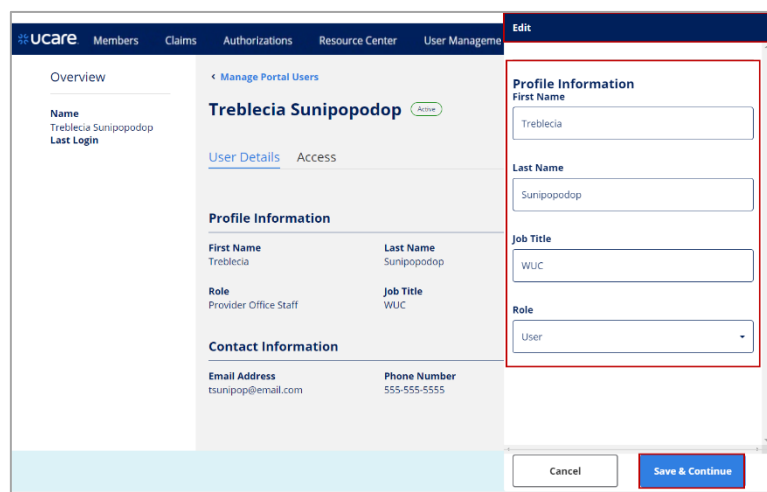 ucare. Members Claims Authorizations Resource Center User Manageme
Overview
Name
Treblecia Sunipopodop
Last Login
Manage Portal Users
Treblecia Sunipopodop Active
User Details Access
Profile Information
First Name Last Name
Treblecia Sunipopodop
Role Job Title
Provider Office Staff WUC
Contact Information
Email Address Phone Number
tsunipop@email.com 555-555-5555
Edit
Profile Information
First Name
Treblecia
Last Name
Sunipopodop
Job Title
WUC
Role
User
Cancel Save & Continue